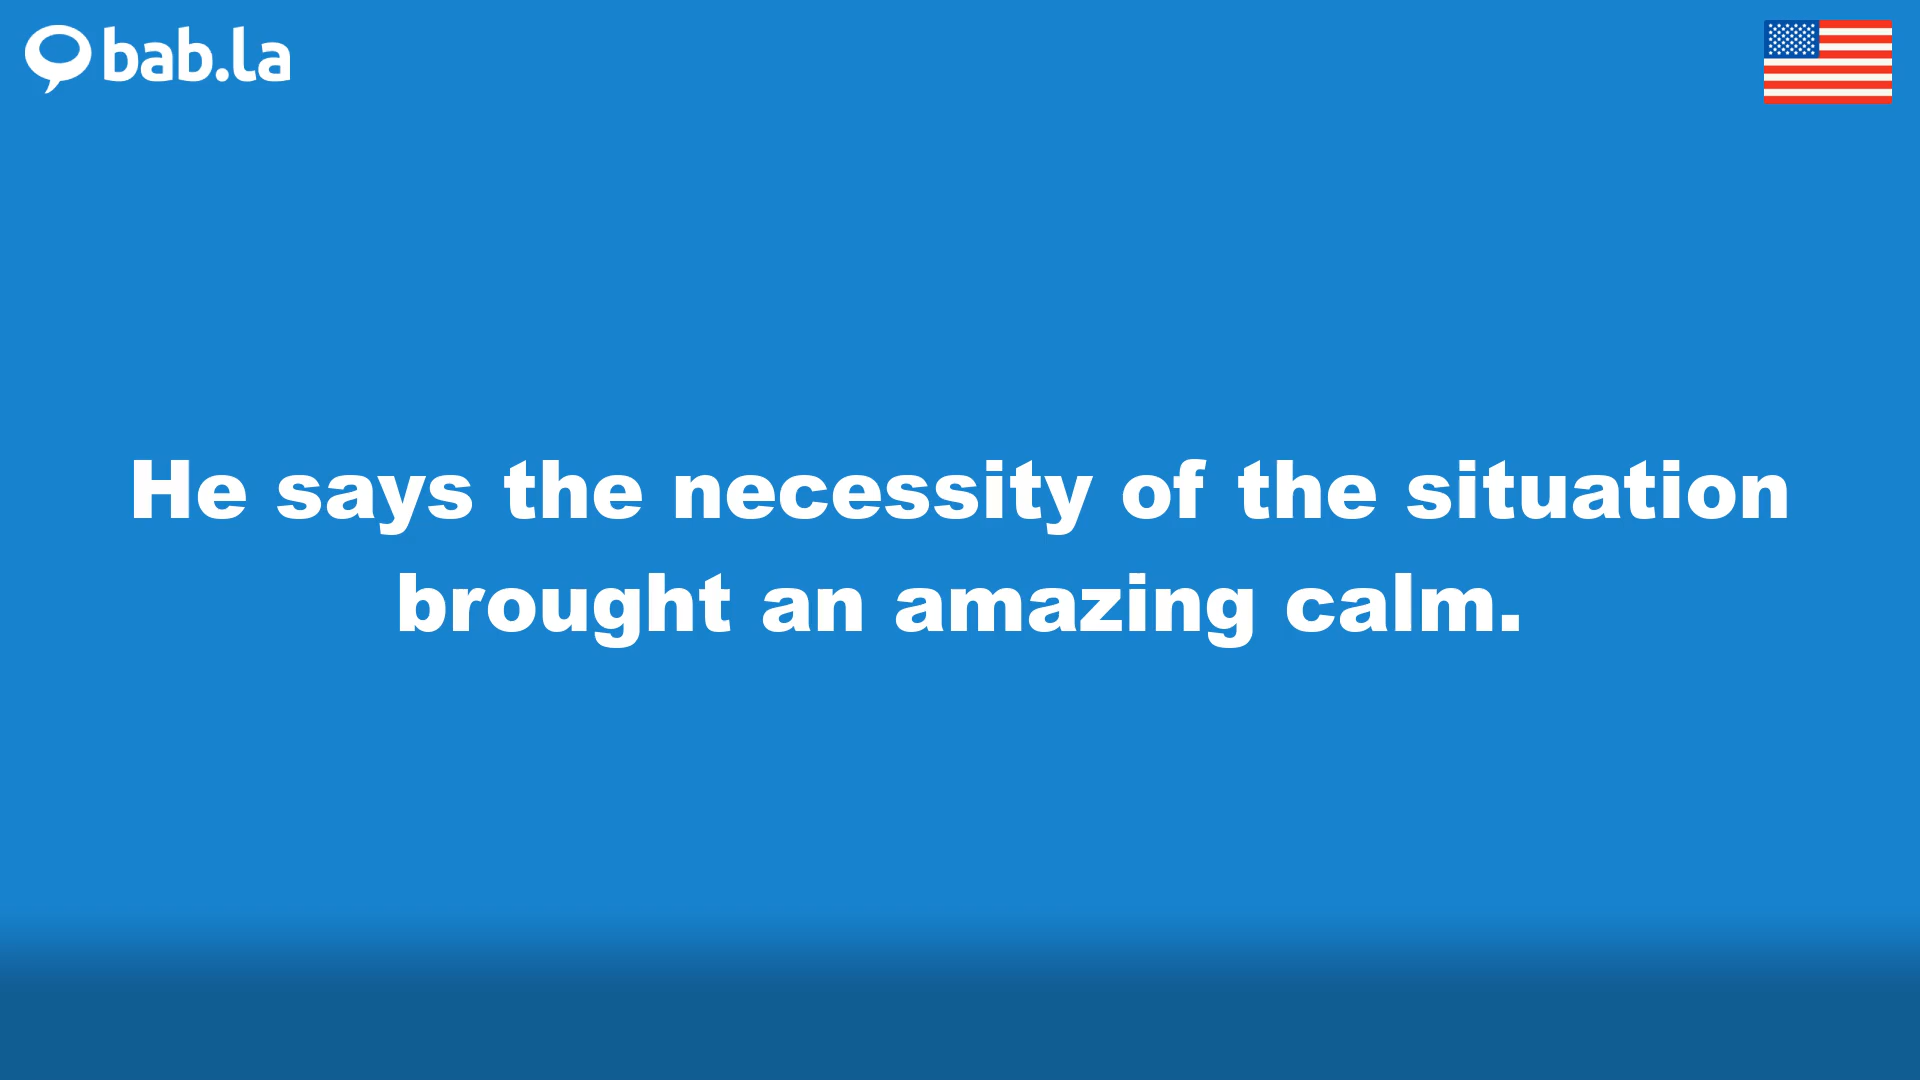 bab.la
He says the necessity of the situation
brought an amazing calm.